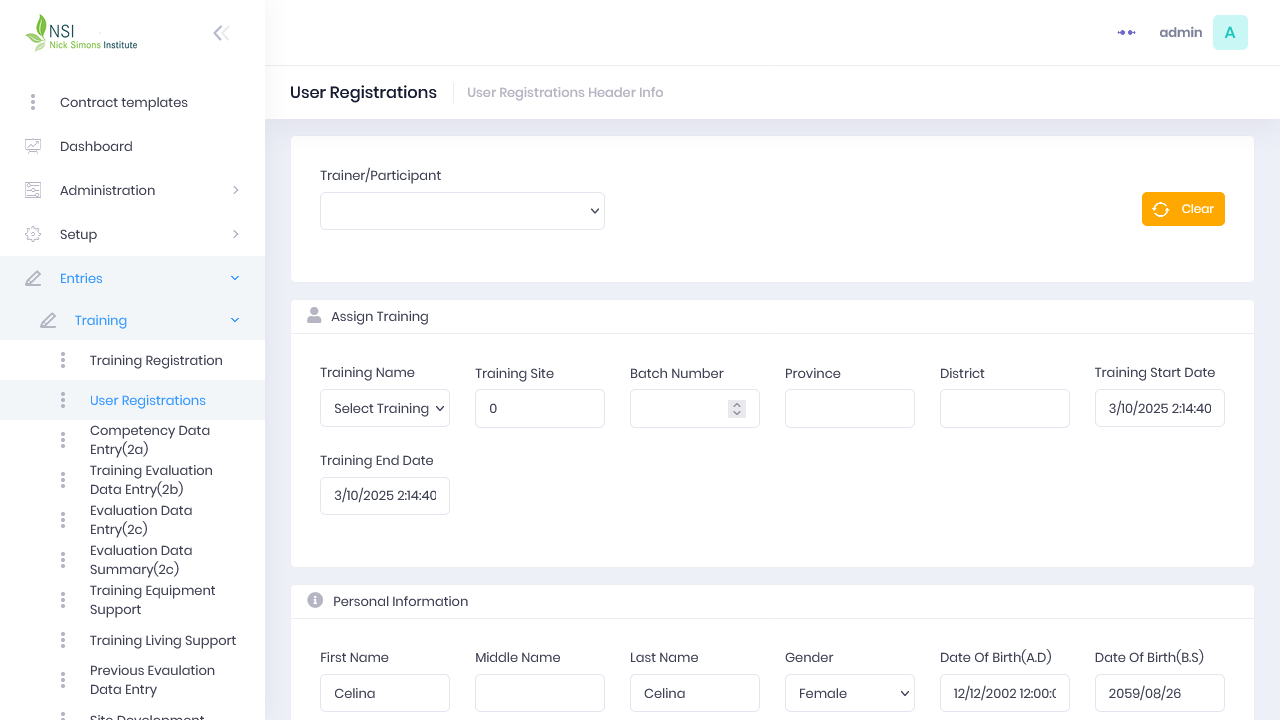 NSI
Nick Simons Institute
Contract templates
Dashboard
Administration
Setup
Entries
Training
Training Registration
User Registrations
Competency Data
Entry(2a)
Training Evaluation
Data Entry(2b)
Evaluation Data
Entry(2c)
Evaluation Data
Summary(2c)
Training Equipment
Support
Training Living Support
Previous Evaulation
Data Entry
Site Development
admin
A
User Registrations
User Registrations Header Info
Trainer/Participant
Clear
Assign Training
Training Name
Training Site
Batch Number
Province
District
Training Start Date
Select Training
0
3/10/2025 2:14:40
Training End Date
3/10/2025 2:14:40
Personal Information
First Name
Middle Name
Last Name
Gender
Date Of Birth(A.D)
Date Of Birth(B.S)
Celina
Celina
Female
12/12/2002 12:00:0
2059/08/26